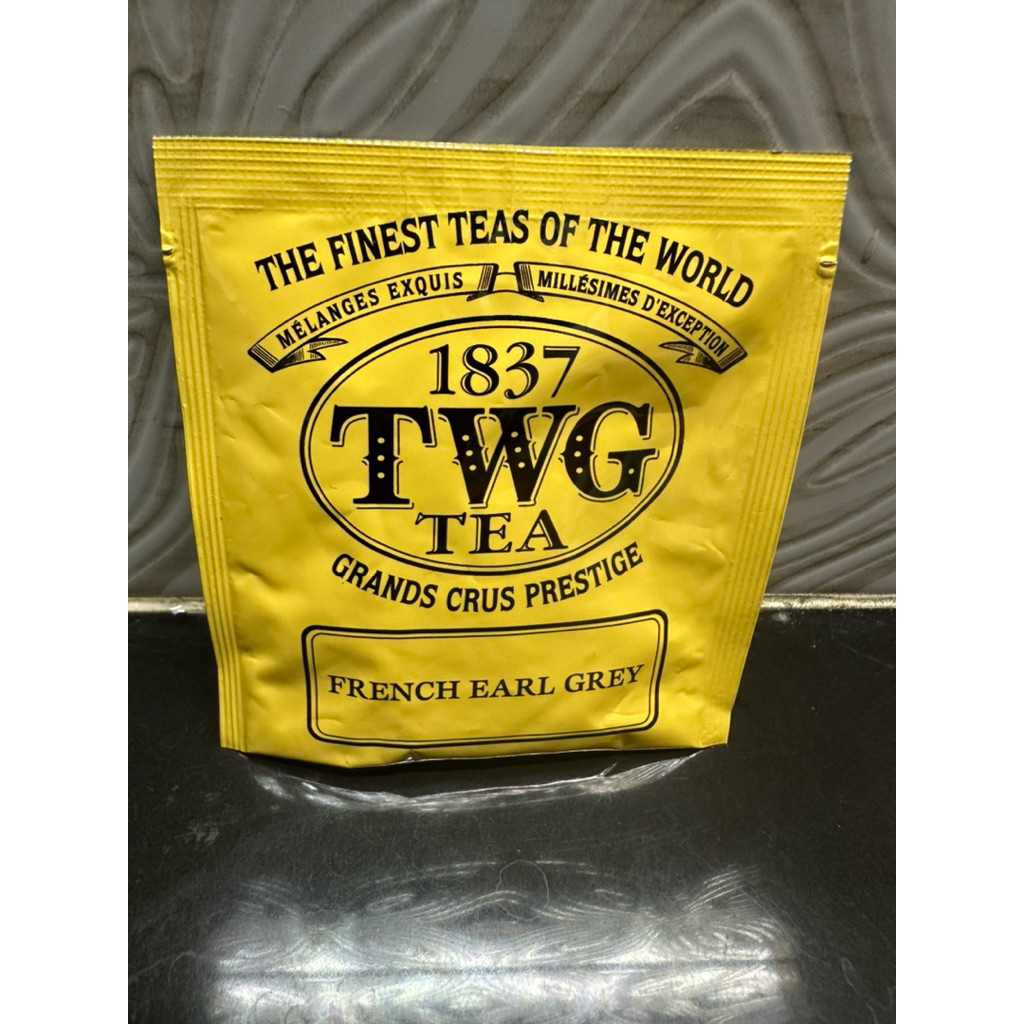 THE FINEST TEAS OF THE WORLD
MÉLANGES EXQUIS MILLÉSIMES D'EXCEPTION
1837
TWG
TEA
GRANDS CRUS PRESTIGE
FRENCH EARL GREY